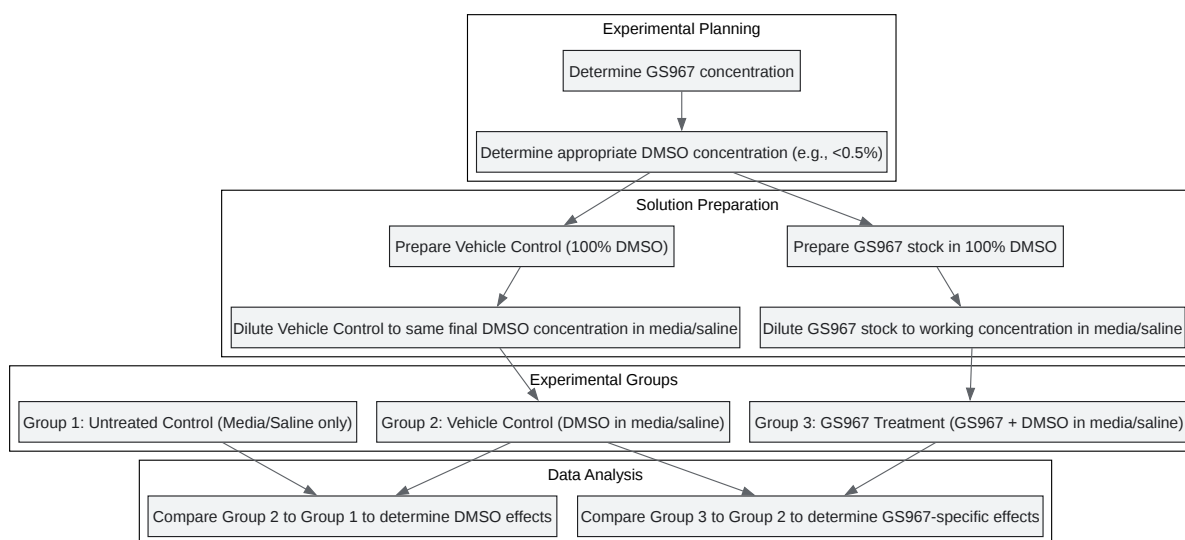 Experimental Planning
Determine GS967 concentration
Determine appropriate DMSO concentration (e.g., <0.5%)
Solution Preparation
Prepare Vehicle Control (100% DMSO)
Prepare GS967 stock in 100% DMSO
Dilute Vehicle Control to same final DMSO concentration in media/saline
Dilute GS967 stock to working concentration in media/saline
Experimental Groups
Group 1: Untreated Control (Media/Saline only)
Group 2: Vehicle Control (DMSO in media/saline)
Group 3: GS967 Treatment (GS967 + DMSO in media/saline)
Data Analysis
Compare Group 2 to Group 1 to determine DMSO effects
Compare Group 3 to Group 2 to determine GS967-specific effects